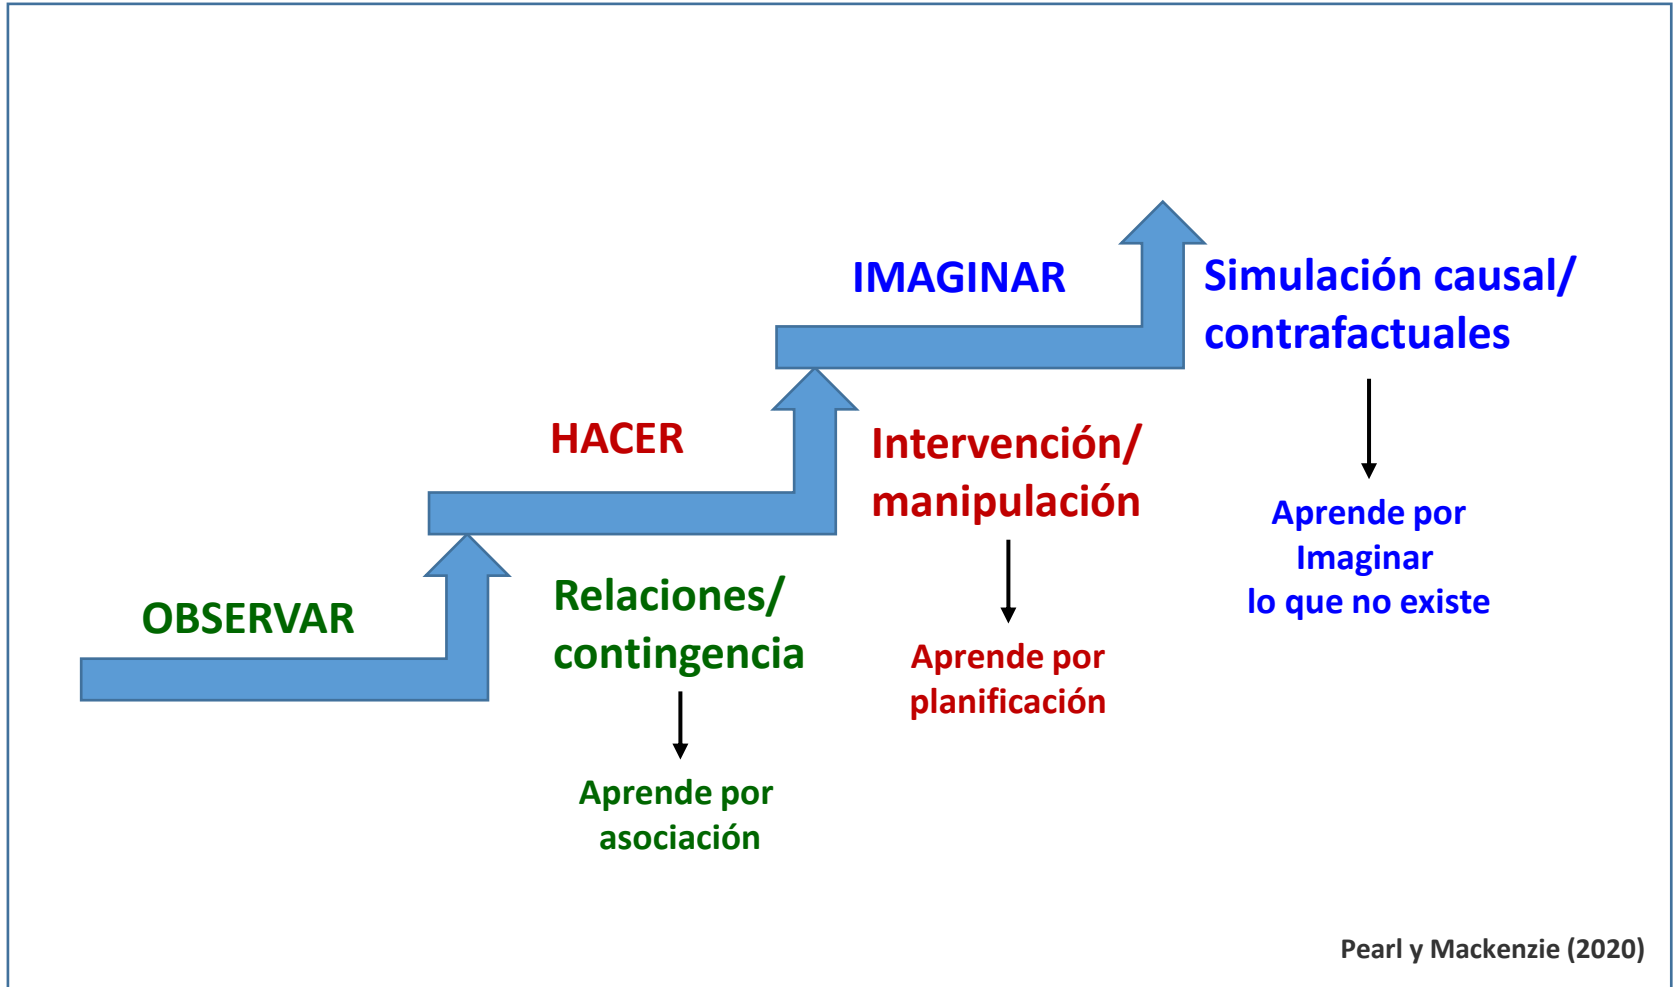 OBSERVAR
Relaciones/
contingencia
Aprende por
asociación
HACER
Intervención/
manipulación
Aprende por
planificación
IMAGINAR
Simulación causal/
contrafactuales
Aprende por
Imaginar
lo que no existe
Pearl y Mackenzie (2020)